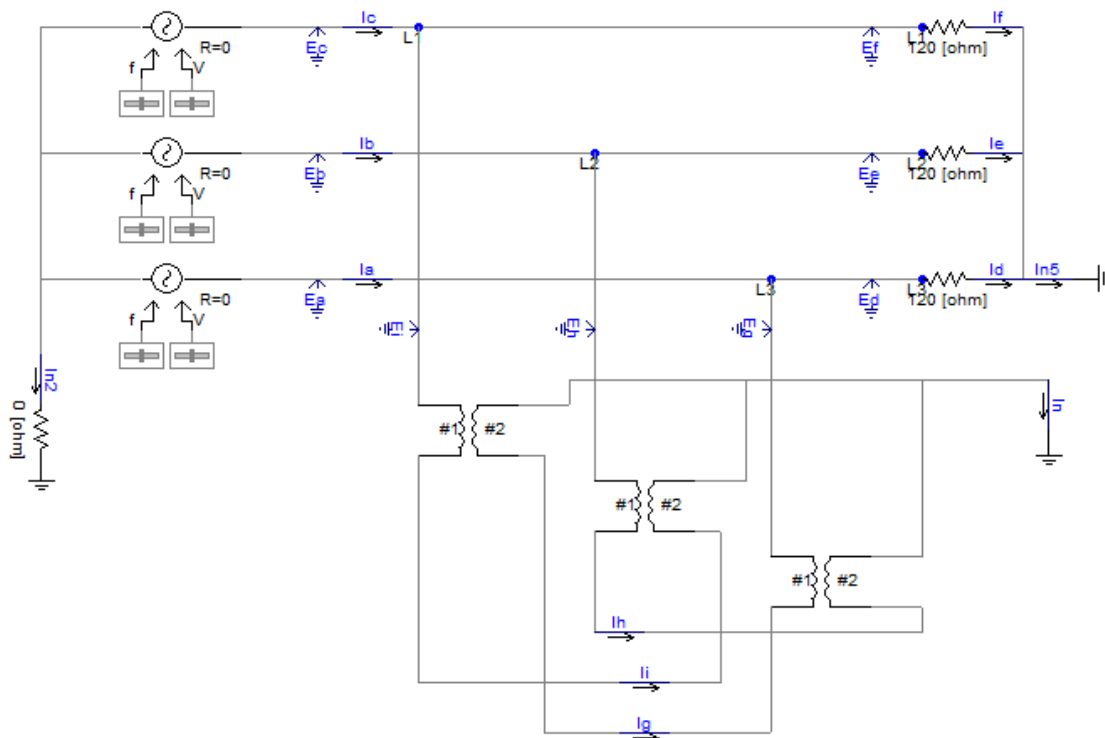 Ic
L1
Ef
L1
If
R=0
Ec
120 [ohm]
f
V
Ib
L2
Ee
L2
Ie
R=0
Eb
120 [ohm]
f
V
Ia
L3
Ed
L3
Id
In5
R=0
Ea
120 [ohm]
f
V
Ei
Eh
Eg
In2
0 [ohm]
In
#1
#2
#1
#2
#1
#2
Ih
Ii
Ig